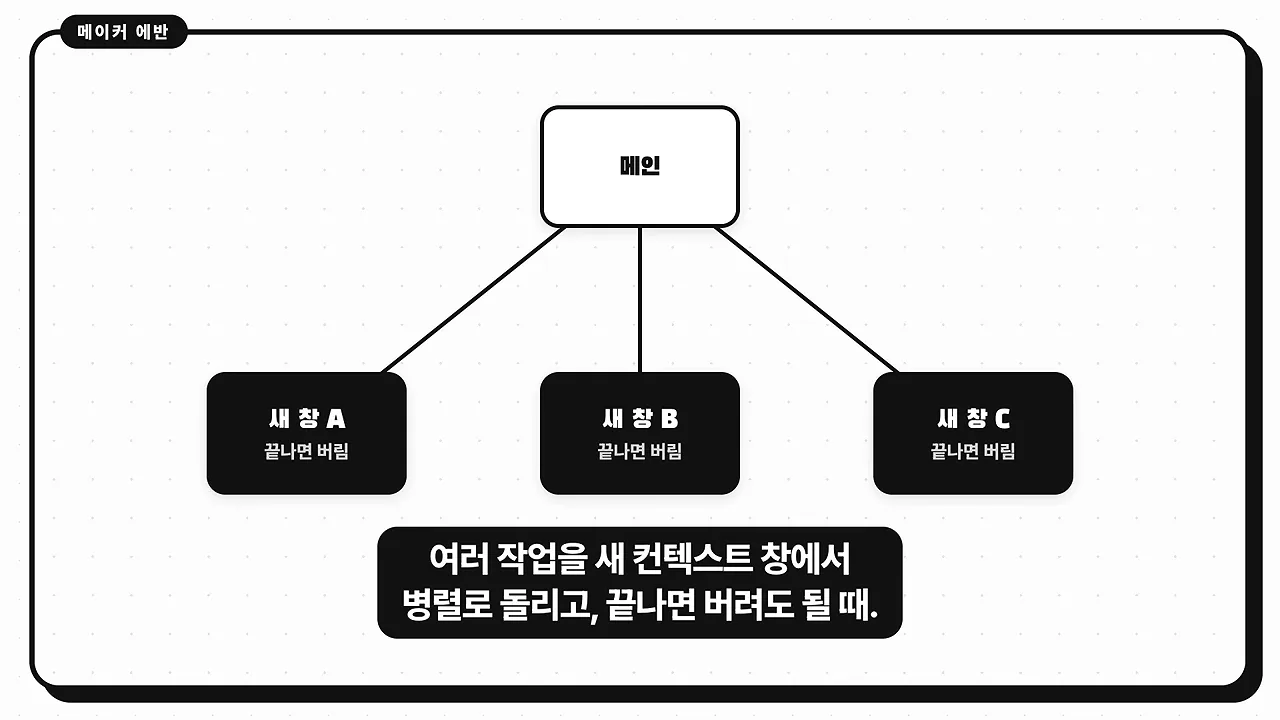 메이커 에반
메인
새 창 A
끝나면 버림
새 창 B
끝나면 버림
새 창 C
끝나면 버림
여러 작업을 새 컨텍스트 창에서
병렬로 돌리고, 끝나면 버려도 될 때.